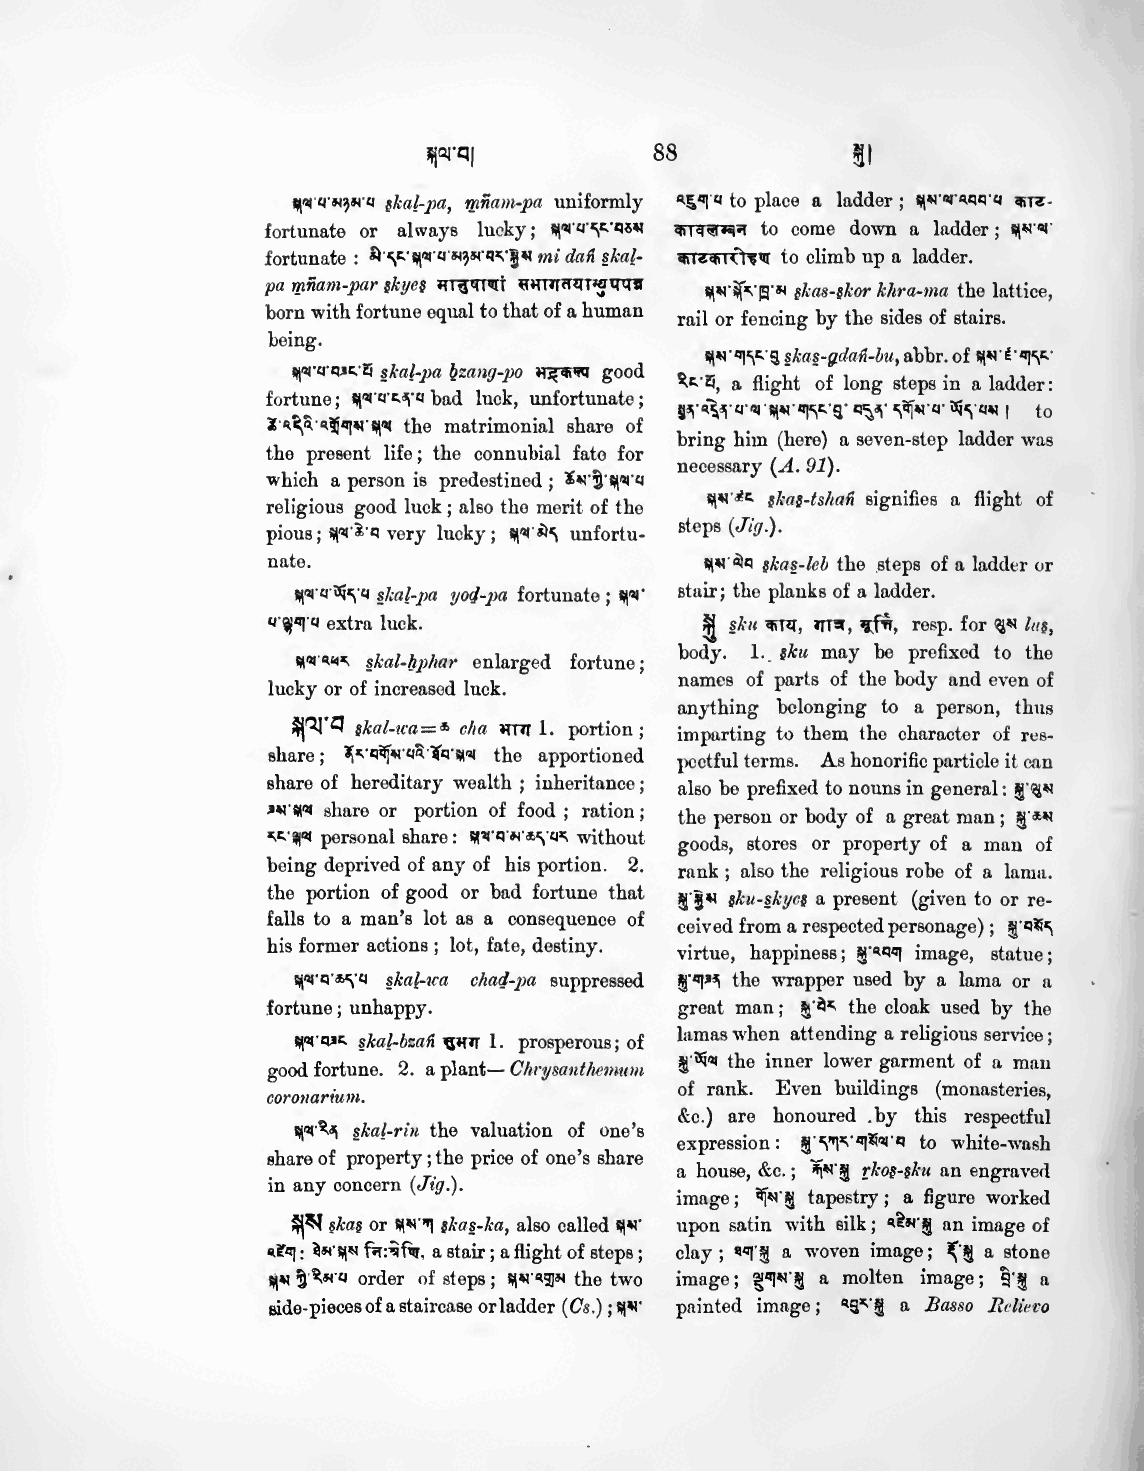 སྐལ་བ། 88 སྐུ།
སྐལ་པ་མཉམ་པ skal-pa, mñam-pa uniformly
fortunate or always lucky; སྐལ་པ་དང་བཅས
fortunate : མི་དང་སྐལ་པ་མཉམ་པར་སྐྱེས mi dañ skal-
pa mñam-par skyes मानुषाणां सभागतयाभ्युपपन्न
born with fortune equal to that of a human
being.
སྐལ་པ་བཟང་པོ skal-pa bzang-po भद्रकल्प good
fortune; སྐལ་པ་ངན་པ bad luck, unfortunate;
ཚེ་འདིའི་འགྲོགས་སྐལ the matrimonial share of
the present life; the connubial fate for
which a person is predestined; ཆོས་ཀྱི་སྐལ་པ
religious good luck; also the merit of the
pious; སྐལ་ཆེ་བ very lucky; སྐལ་མེད unfortu-
nate.
སྐལ་པ་ཡོད་པ skal-pa yod-pa fortunate; སྐལ་
པ་ལྷག་པ extra luck.
སྐལ་འཕར skal-hphar enlarged fortune;
lucky or of increased luck.
སྐལ་བ skal-wa=ཆ cha भाग 1. portion;
share; ནོར་བགོས་པའི་ཐོབ་སྐལ the apportioned
share of hereditary wealth; inheritance;
ཟས་སྐལ share or portion of food; ration;
རང་སྐལ personal share: སྐལ་བ་མ་ཆད་པར without
being deprived of any of his portion. 2.
the portion of good or bad fortune that
falls to a man's lot as a consequence of
his former actions; lot, fate, destiny.
སྐལ་བ་ཆད་པ skal-wa chad-pa suppressed
fortune; unhappy.
སྐལ་བཟང skal-bzañ सुभग 1. prosperous; of
good fortune. 2. a plant—Chrysanthemum
coronarium.
སྐལ་རིན skal-rin the valuation of one's
share of property; the price of one's share
in any concern (Jig.).
སྐས skas or སྐས་ཀ skas-ka, also called སྐས་
འཛེག: ཐེམ་སྐས निःश्रेणि, a stair; a flight of steps;
སྐས་ཀྱི་རིམ་པ order of steps; སྐས་འགྲམ the two
side-pieces of a staircase or ladder (Cs.); སྐས་
འཛུག་པ to place a ladder; སྐས་ལ་འབབ་པ काट-
कावलम्बन to come down a ladder; སྐས་ལ་
काटकारोहण to climb up a ladder.
སྐས་སྐོར་ཁྲ་མ skas-skor khra-ma the lattice,
rail or fencing by the sides of stairs.
སྐས་གདང་བུ skas-gdañ-bu, abbr. of སྐས་ཙེ་གདང་
རིང་པོ, a flight of long steps in a ladder:
སྤྱན་འདྲེན་པ་ལ་སྐས་གདང་བུ་བདུན་དགོས་པ་ཡོད་པས། to
bring him (here) a seven-step ladder was
necessary (A. 91).
སྐས་ཚང skas-tshañ signifies a flight of
steps (Jig.).
སྐས་ལེབ skas-leb the steps of a ladder or
stair; the planks of a ladder.
སྐུ sku काय, गात्र, मूर्त्ति, resp. for ལུས lus,
body. 1. sku may be prefixed to the
names of parts of the body and even of
anything belonging to a person, thus
imparting to them the character of res-
pectful terms. As honorific particle it can
also be prefixed to nouns in general: སྐུ་ལུས
the person or body of a great man; སྐུ་ཆས
goods, stores or property of a man of
rank; also the religious robe of a lama.
སྐུ་སྐྱེས sku-skyes a present (given to or re-
ceived from a respected personage); སྐུ་བསོད
virtue, happiness; སྐུ་འབག image, statue;
སྐུ་གཟན the wrapper used by a lama or a
great man; སྐུ་བེར the cloak used by the
lamas when attending a religious service;
སྐུ་ཡོལ the inner lower garment of a man
of rank. Even buildings (monasteries,
&c.) are honoured by this respectful
expression: སྐུ་དཀར་གསོལ་བ to white-wash
a house, &c.; རྐོས་སྐུ rkos-sku an engraved
image; གོས་སྐུ tapestry; a figure worked
upon satin with silk; འཇིམ་སྐུ an image of
clay; ཐག་སྐུ a woven image; རྡོ་སྐུ a stone
image; ལྡུགས་སྐུ a molten image; བྲི་སྐུ a
painted image; འབུར་སྐུ a Basso Relievo